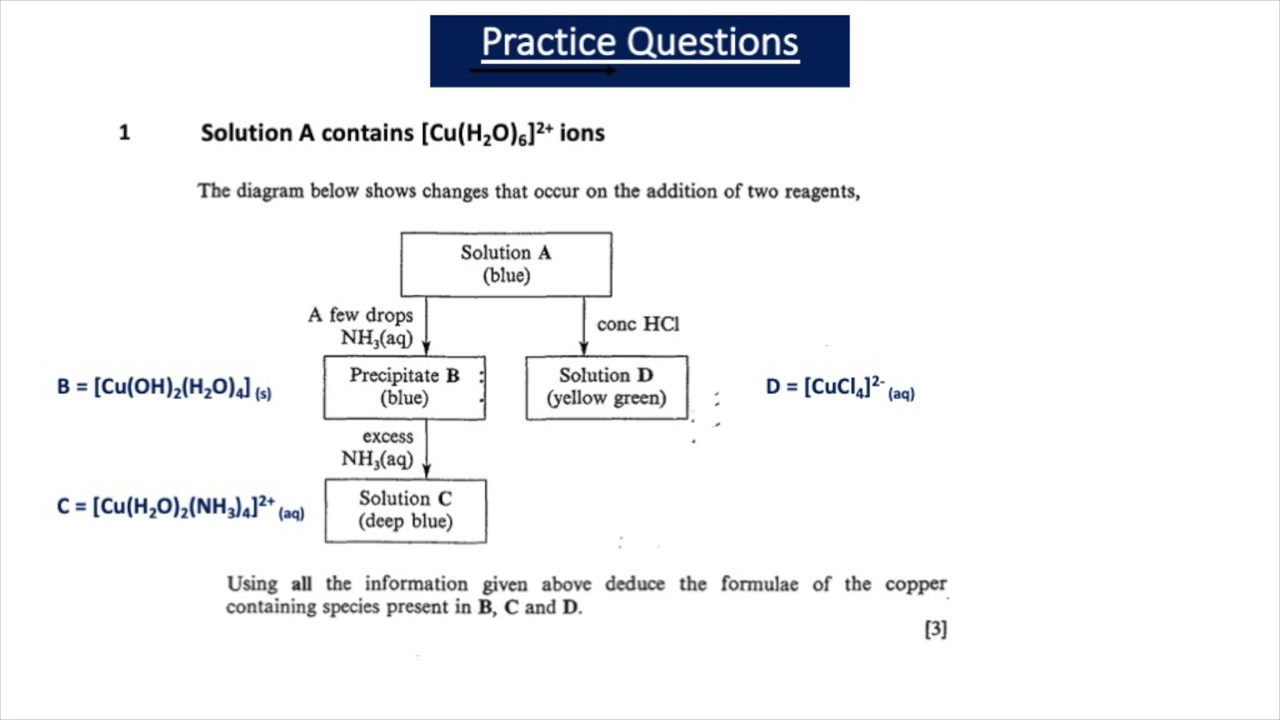 Practice Questions
1 Solution A contains [Cu(H₂O)₆]²⁺ ions
The diagram below shows changes that occur on the addition of two reagents,
Solution A
(blue)
A few drops
NH₃(aq)
conc HCl
Precipitate B
(blue)
Solution D
(yellow green)
B = [Cu(OH)₂(H₂O)₄] (s)
D = [CuCl₄]²⁻ (aq)
excess
NH₃(aq)
Solution C
(deep blue)
C = [Cu(H₂O)₂(NH₃)₄]²⁺ (aq)
Using all the information given above deduce the formulae of the copper
containing species present in B, C and D.
[3]